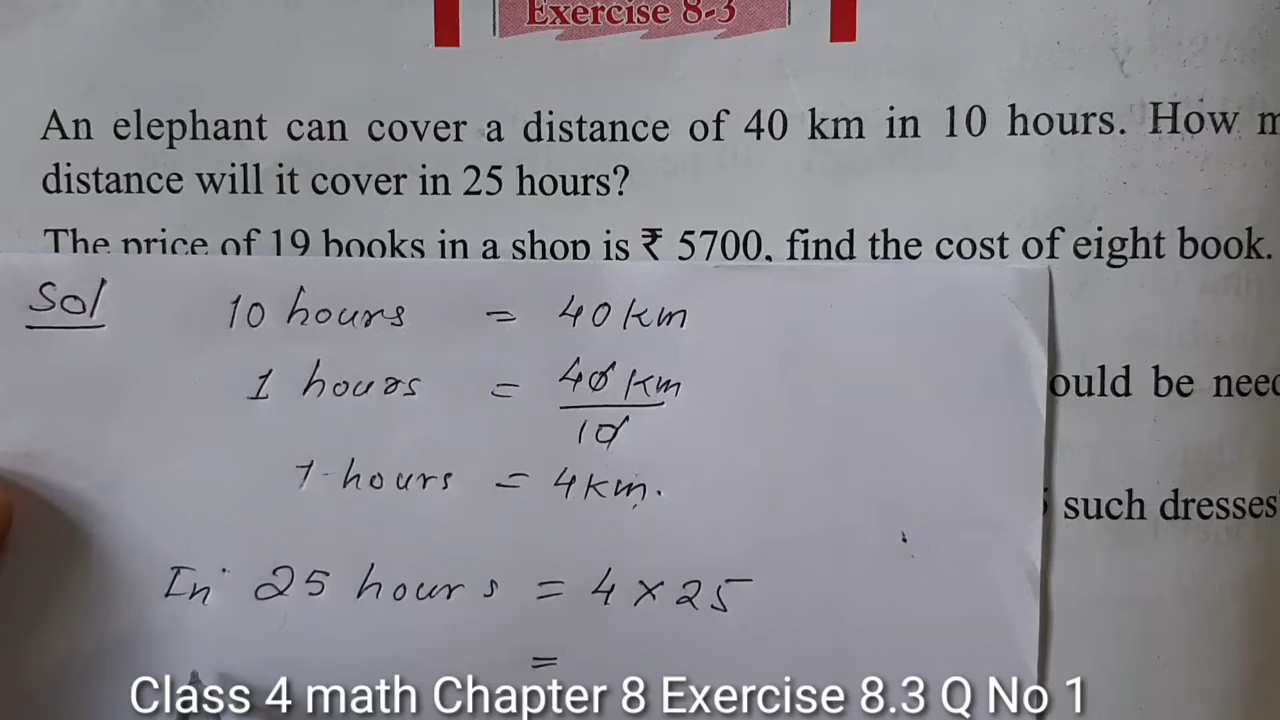 Exercise 8-3
An elephant can cover a distance of 40 km in 10 hours. How
distance will it cover in 25 hours?
The price of 19 books in a shop is ₹ 5700, find the cost of eight book.
Sol
10 hours = 40 km
1 hours = 40 km
10
ould be
1 hours = 4 km.
such dresses
In 25 hours = 4 × 25
=
Class 4 math Chapter 8 Exercise 8.3 Q No 1